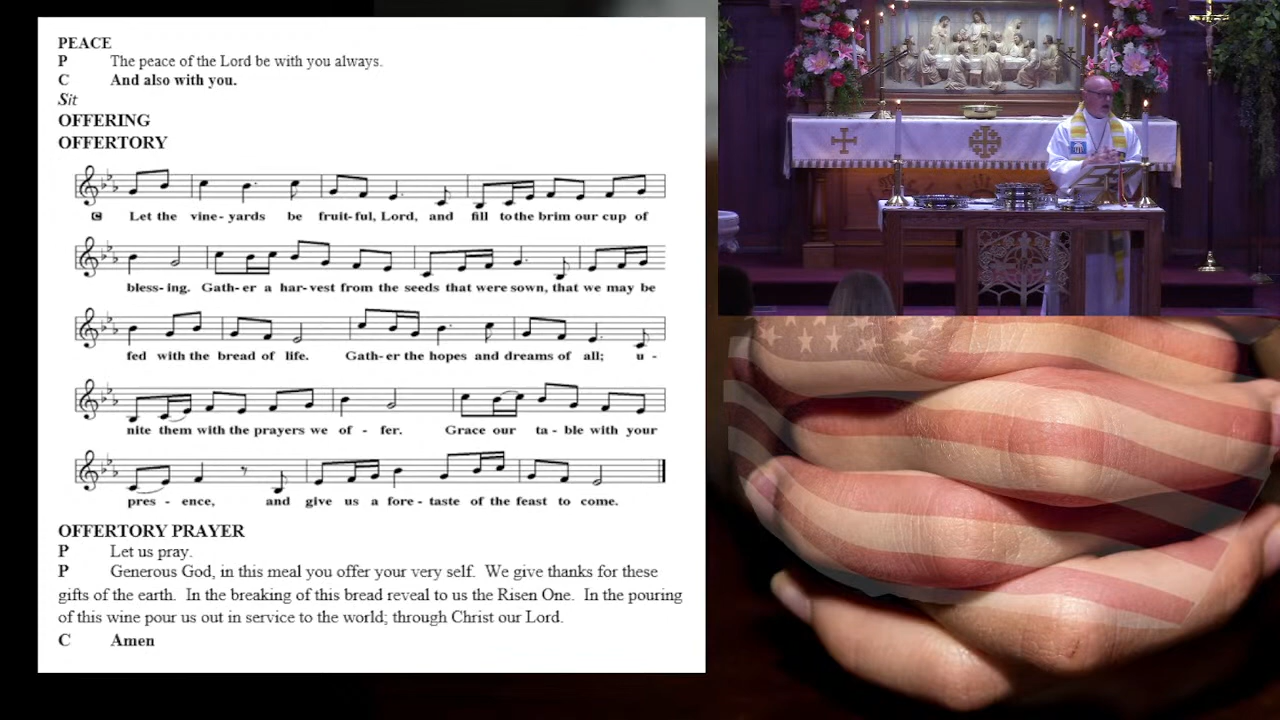 PEACE
P The peace of the Lord be with you always.
C And also with you.
Sit
OFFERING
OFFERTORY
C Let the vine- yards be fruit- ful, Lord, and fill to the brim our cup of
bless- ing. Gath- er a har- vest from the seeds that were sown, that we may be
fed with the bread of life. Gath- er the hopes and dreams of all; u -
nite them with the prayers we of - fer. Grace our ta - ble with your
pres - ence, and give us a fore - taste of the feast to come.
OFFERTORY PRAYER
P Let us pray.
P Generous God, in this meal you offer your very self. We give thanks for these
gifts of the earth. In the breaking of this bread reveal to us the Risen One. In the pouring
of this wine pour us out in service to the world; through Christ our Lord.
C Amen